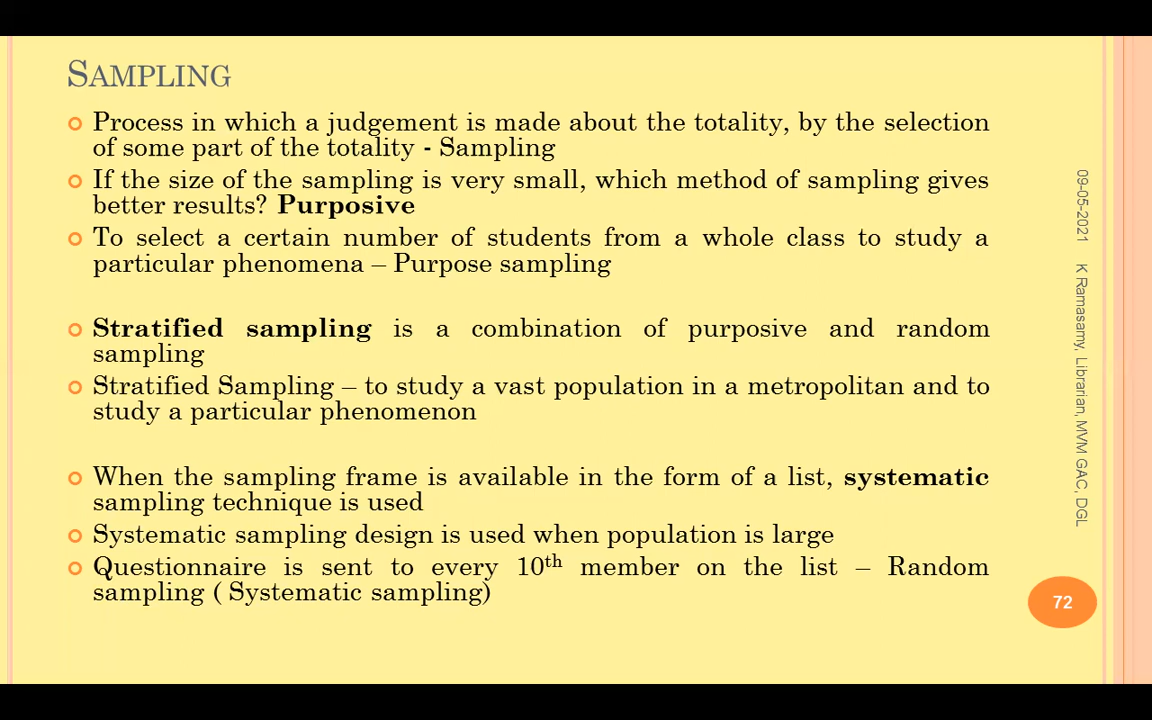 SAMPLING
Process in which a judgement is made about the totality, by the selection
of some part of the totality - Sampling
If the size of the sampling is very small, which method of sampling gives
better results? Purposive
To select a certain number of students from a whole class to study a
particular phenomena – Purpose sampling
Stratified sampling is a combination of purposive and random
sampling
Stratified Sampling – to study a vast population in a metropolitan and to
study a particular phenomenon
When the sampling frame is available in the form of a list, systematic
sampling technique is used
Systematic sampling design is used when population is large
Questionnaire is sent to every 10th member on the list – Random
sampling ( Systematic sampling)
09-05-2021 K Ramasamy, Librarian, MVM GAC, DGL
72